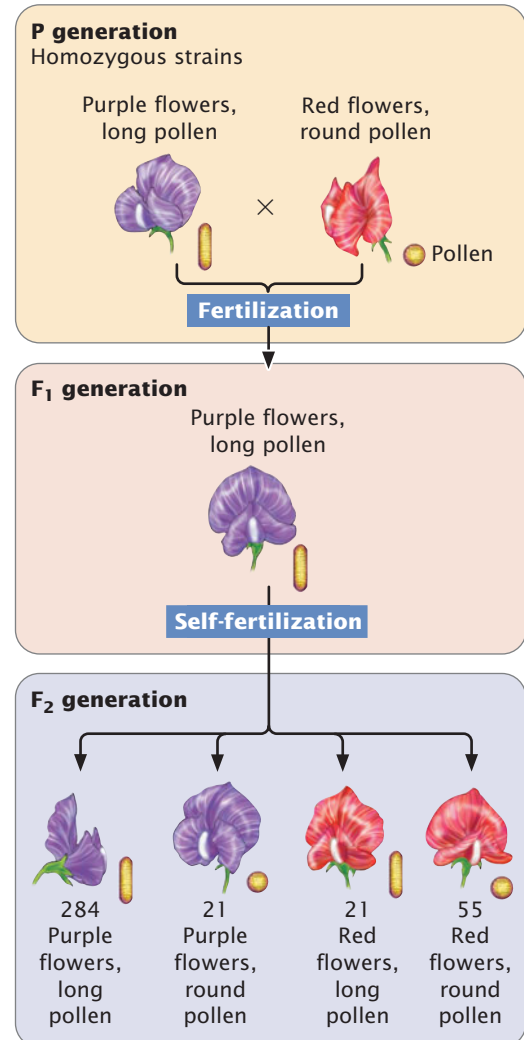 P generation
Homozygous strains
Purple flowers,
long pollen
Red flowers,
round pollen
×
Pollen
Fertilization
F₁ generation
Purple flowers,
long pollen
Self-fertilization
F₂ generation
284
Purple
flowers,
long
pollen
21
Purple
flowers,
round
pollen
21
Red
flowers,
long
pollen
55
Red
flowers,
round
pollen